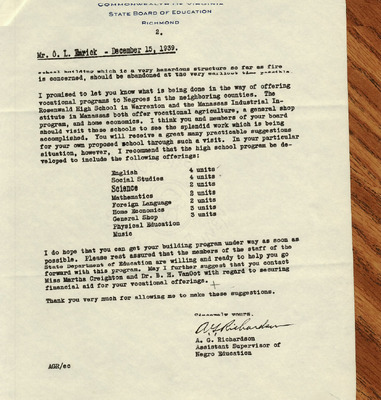 COMMONWEALTH OF VIRGINIA
STATE BOARD OF EDUCATION
RICHMOND
2.
Mr. O. L. Emrick - December 15, 1939.
school building which is a very hazardous structure so far as fire
is concerned, should be abandoned at the very earliest time possible.
I promised to let you know what is being done in the way of offering
vocational programs to Negroes in the neighboring counties. The
Rosenwald High School in Warrenton and the Manassas Industrial In-
stitute in Manassas both offer vocational agriculture, a general shop
program, and home economics. I think you and members of your board
should visit those schools to see the splendid work which is being
accomplished. You will receive a great many practicable suggestions
for your own proposed school through such a visit. In your particular
situation, however, I recommend that the high school program be de-
veloped to include the following offerings:
English 4 units
Social Studies 4 units
Science 2 units
Mathematics 2 units
Foreign Language 2 units
Home Economics 3 units
General Shop 3 units
Physical Education
Music
I do hope that you can get your building program under way as soon as
possible. Please rest assured that the members of the staff of the
State Department of Education are willing and ready to help you go
forward with this program. May I further suggest that you contact
Miss Martha Creighton and Dr. B. H. VanOot with regard to securing
financial aid for your vocational offerings.
Thank you very much for allowing me to make these suggestions.
Sincerely yours,
A G Richardson
A. G. Richardson
Assistant Supervisor of
Negro Education
AGR/ec